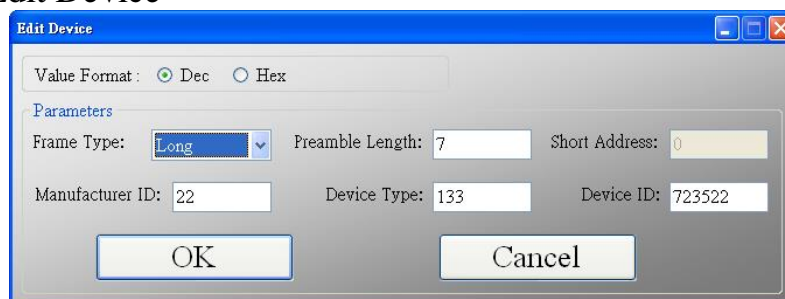 Edit Device
Value Format : Dec Hex
Parameters
Frame Type: Long Preamble Length: 7 Short Address: 0
Manufacturer ID: 22 Device Type: 133 Device ID: 723522
OK Cancel